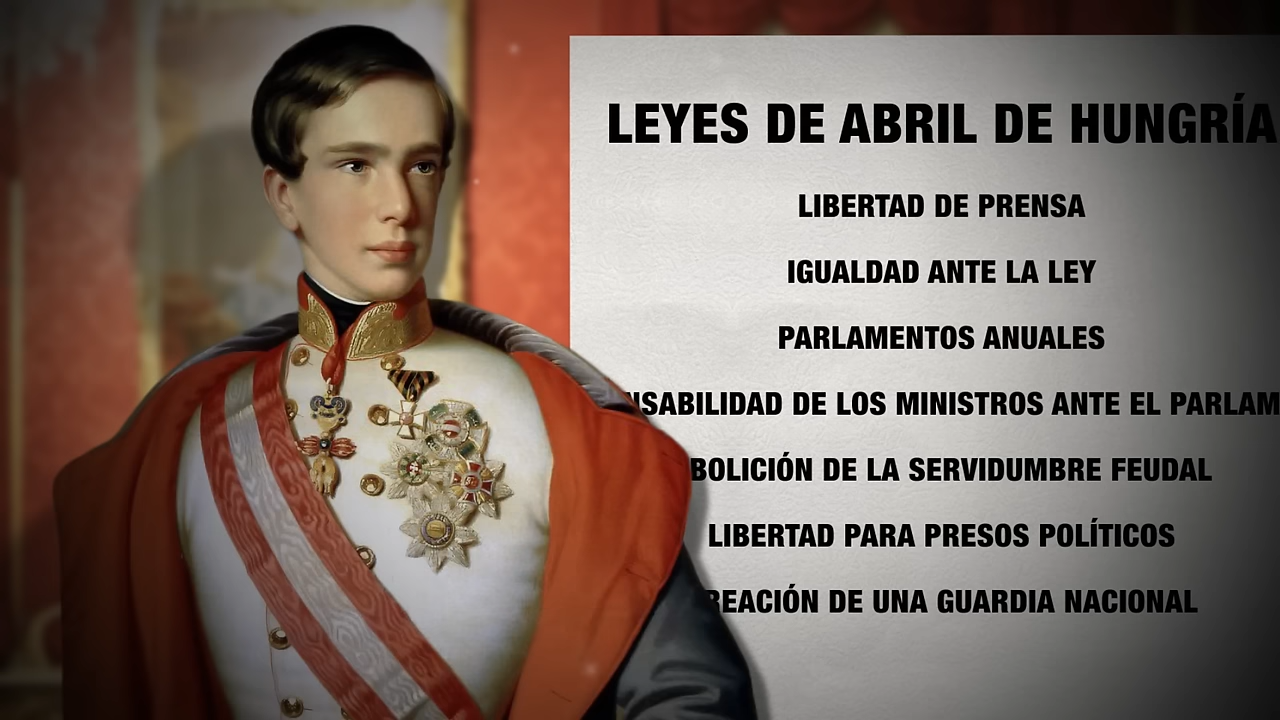 LEYES DE ABRIL DE HUNGRÍA
LIBERTAD DE PRENSA
IGUALDAD ANTE LA LEY
PARLAMENTOS ANUALES
NSABILIDAD DE LOS MINISTROS ANTE EL PARLAM
BOLICIÓN DE LA SERVIDUMBRE FEUDAL
LIBERTAD PARA PRESOS POLÍTICOS
REACIÓN DE UNA GUARDIA NACIONAL